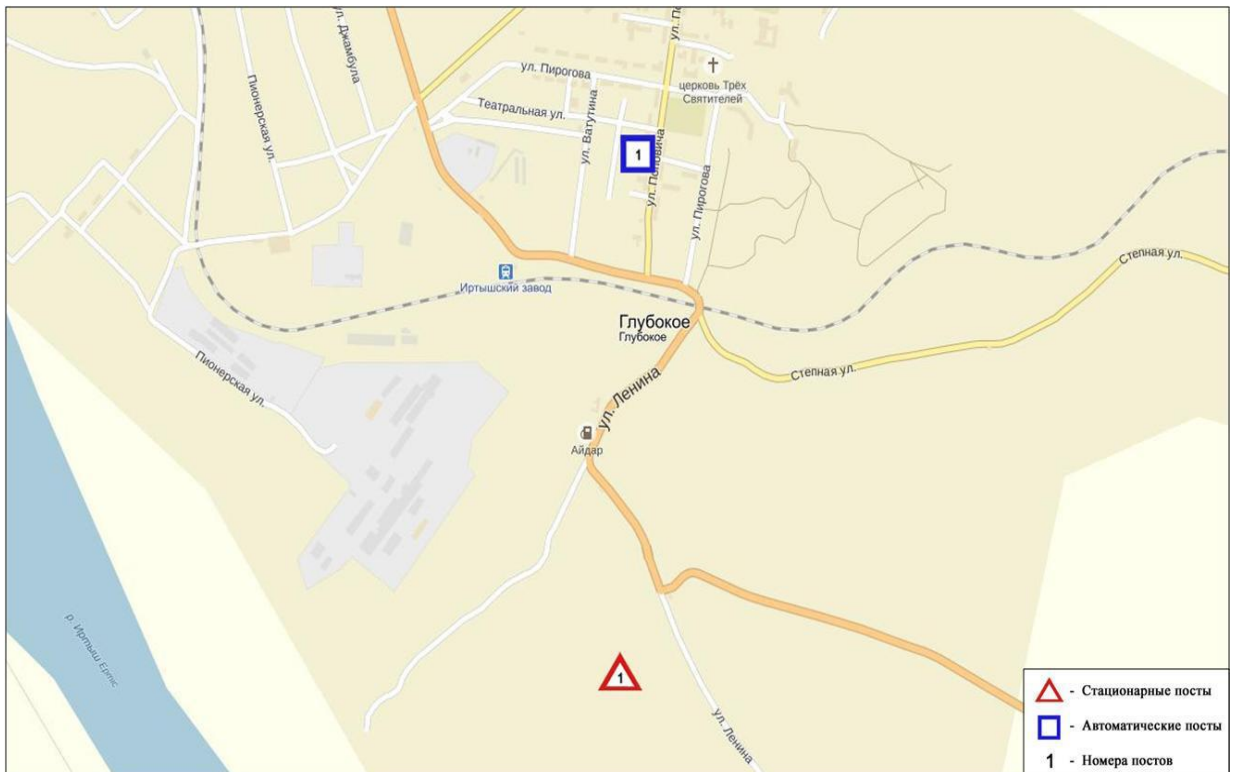 ул. По
ул. Джамбула
ул. Пирогова
церковь Трёх
Святителей
Пионерская ул.
Театральная ул.
ул. Ватутина
1
ул. Поповича
ул. Пирогова
Степная ул.
Иртышский завод
Глубокое
Глубокое
Пионерская ул.
Степная ул.
ул. Ленина
Айдар
р. Иртыш Ертіс
1
ул. Ленина
- Стационарные посты
- Автоматические посты
1 - Номера постов